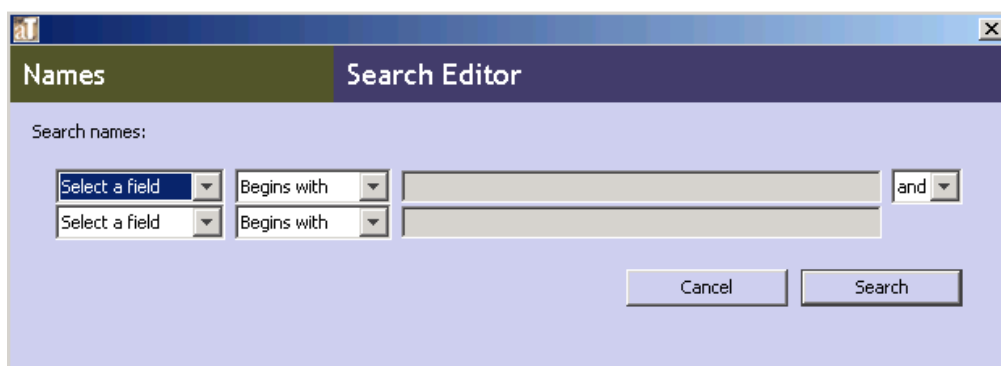 aT
Names Search Editor
Search names:
Select a field Begins with and
Select a field Begins with
Cancel Search